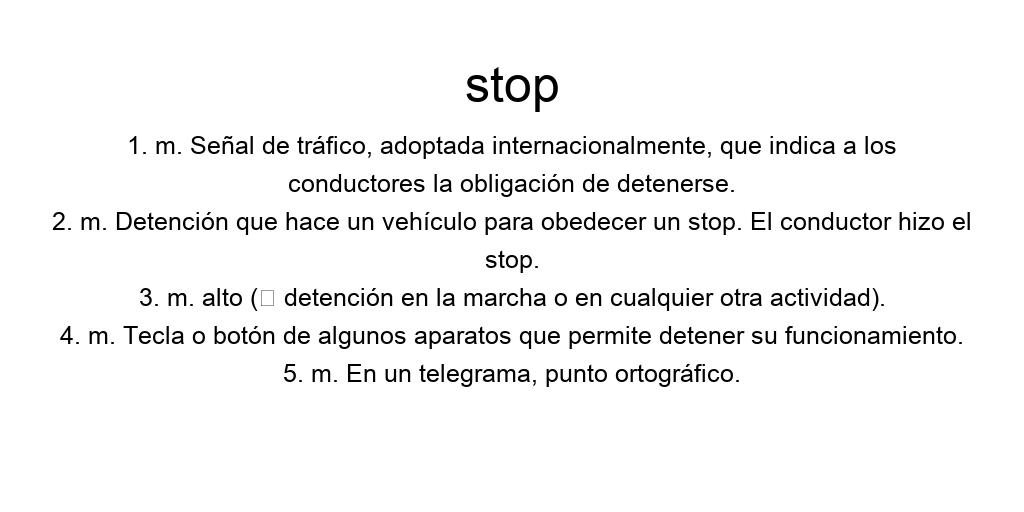 stop
1. m. Señal de tráfico, adoptada internacionalmente, que indica a los
conductores la obligación de detenerse.
2. m. Detención que hace un vehículo para obedecer un stop. El conductor hizo el
stop.
3. m. alto (□ detención en la marcha o en cualquier otra actividad).
4. m. Tecla o botón de algunos aparatos que permite detener su funcionamiento.
5. m. En un telegrama, punto ortográfico.